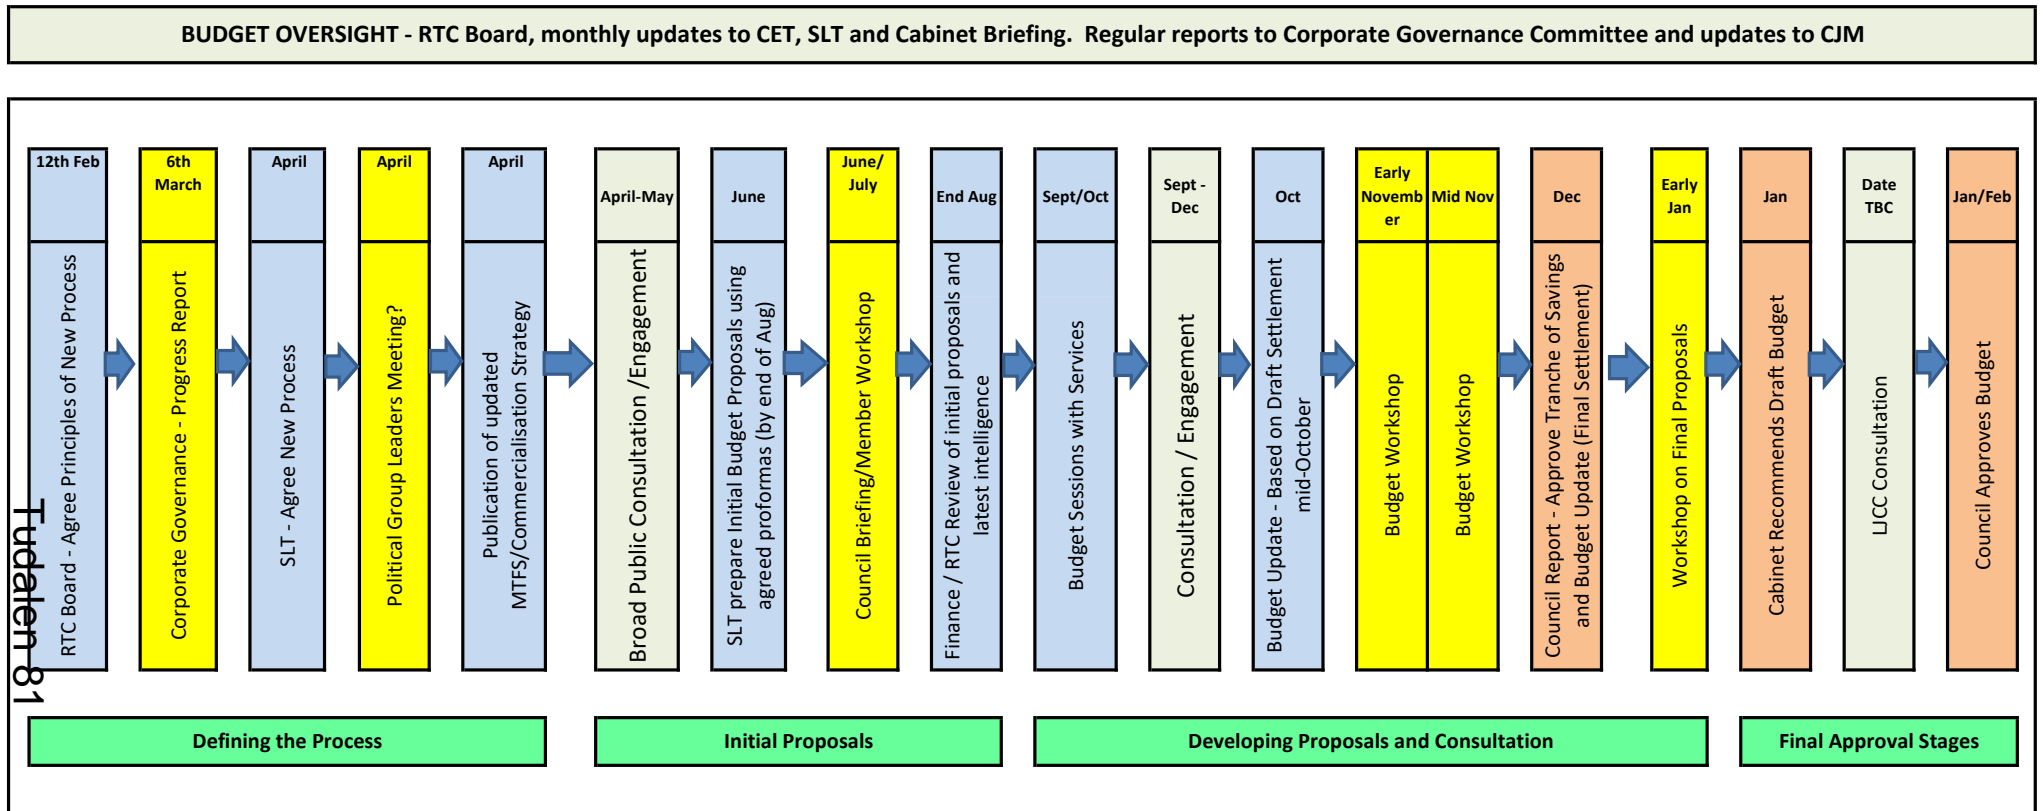 BUDGET OVERSIGHT - RTC Board, monthly updates to CET, SLT and Cabinet Briefing.  Regular reports to Corporate Governance Committee and updates to CJM
12th Feb
RTC Board - Agree Principles of New Process
6th
March
Corporate Governance - Progress Report
April
SLT - Agree New Process
April
Political Group Leaders Meeting?
April
Publication of updated
MTFS/Commercialisation Strategy
April-May
Broad Public Consultation /Engagement
June
SLT prepare Initial Budget Proposals using
agreed proformas (by end of Aug)
June/
July
Council Briefing/Member Workshop
End Aug
Finance / RTC Review of initial proposals and
latest intelligence
Sept/Oct
Budget Sessions with Services
Sept -
Dec
Consultation / Engagement
Oct
Budget Update - Based on Draft Settlement
mid-October
Early
Novemb
er
Budget Workshop
Mid Nov
Budget Workshop
Dec
Council Report - Approve Tranche of Savings
and Budget Update (Final Settlement)
Early
Jan
Workshop on Final Proposals
Jan
Cabinet Recommends Draft Budget
Date
TBC
LJCC Consultation
Jan/Feb
Council Approves Budget
Defining the Process
Initial Proposals
Developing Proposals and Consultation
Final Approval Stages
Tudalen 81